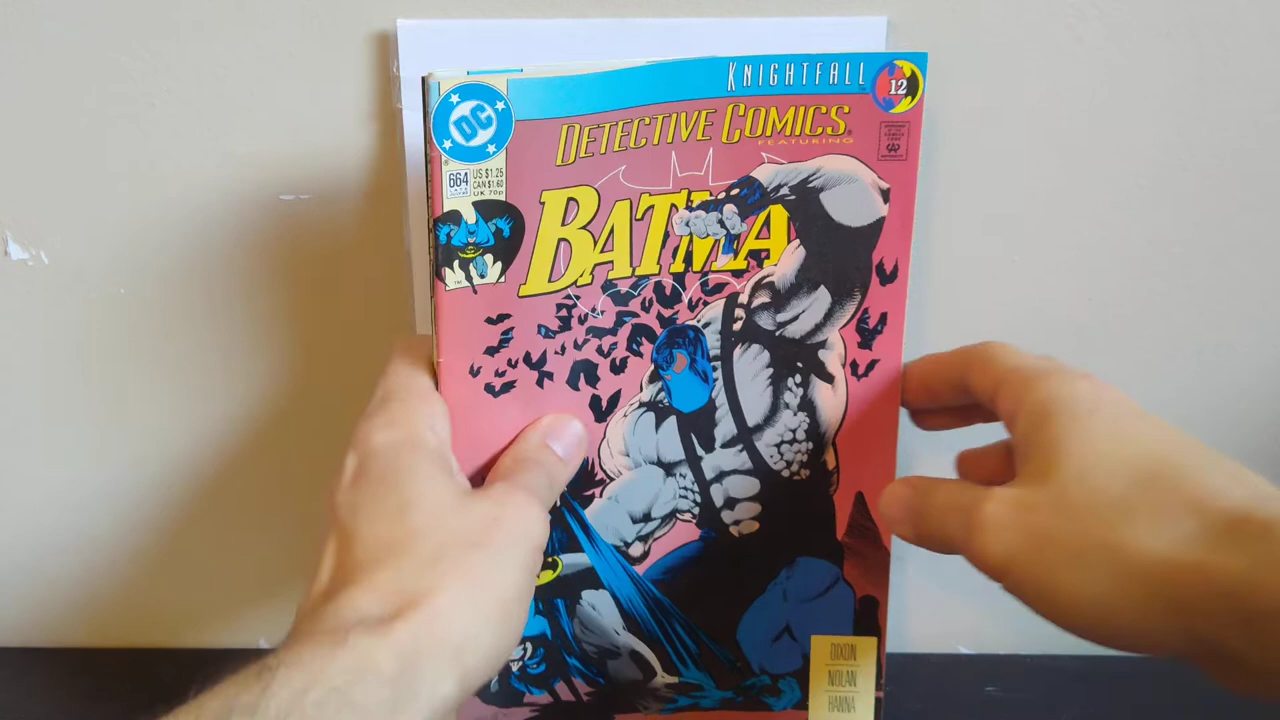 KNIGHTFALL
12
DC
DETECTIVE COMICS
FEATURING
664
US $1.25
CAN $1.60
UK 70p
BATMA
TM
DIXON
NOLAN
HANNA